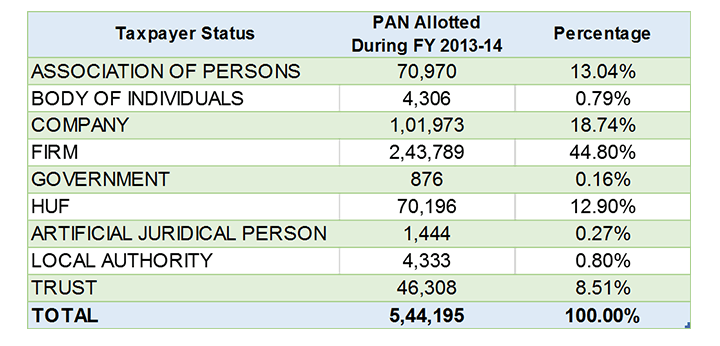 Taxpayer Status PAN Allotted During FY 2013-14 Percentage
ASSOCIATION OF PERSONS 70,970 13.04%
BODY OF INDIVIDUALS 4,306 0.79%
COMPANY 1,01,973 18.74%
FIRM 2,43,789 44.80%
GOVERNMENT 876 0.16%
HUF 70,196 12.90%
ARTIFICIAL JURIDICAL PERSON 1,444 0.27%
LOCAL AUTHORITY 4,333 0.80%
TRUST 46,308 8.51%
TOTAL 5,44,195 100.00%